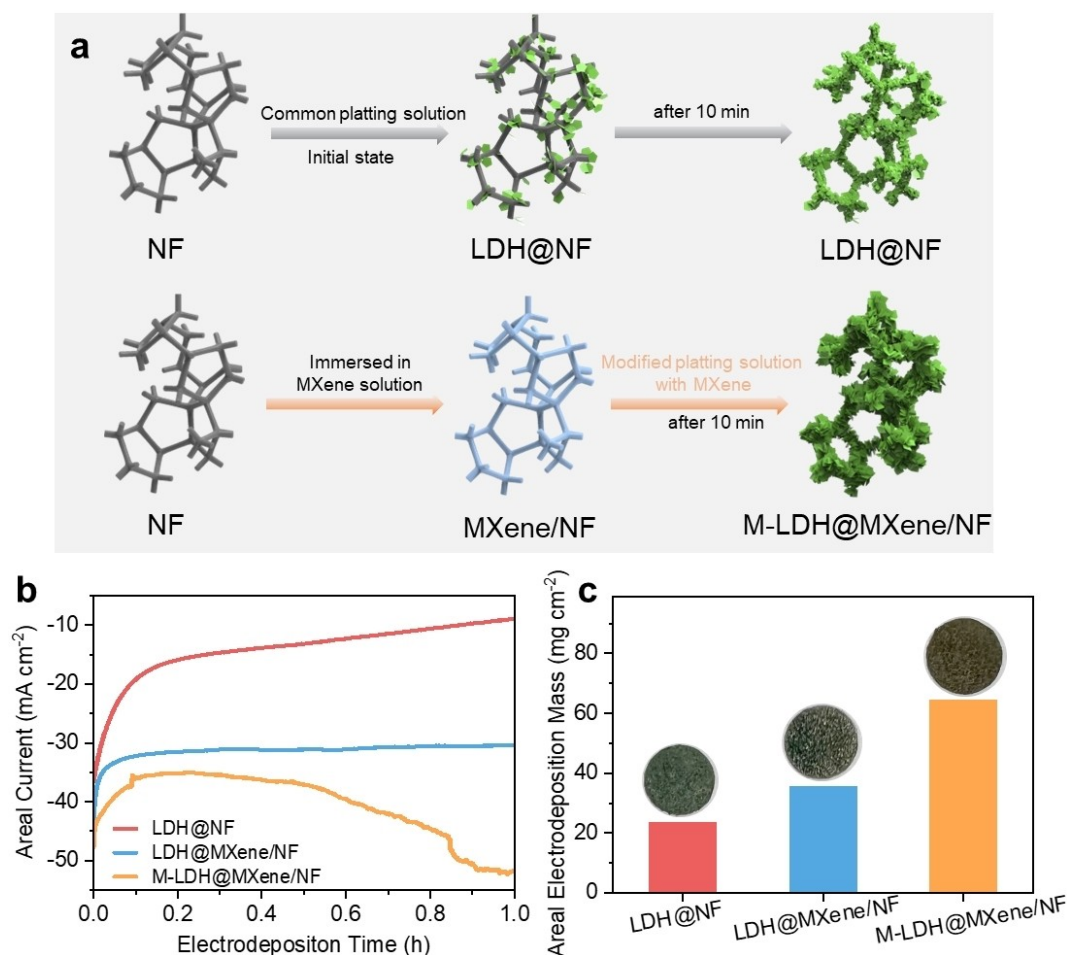 a
Common platting solution
Initial state
after 10 min
NF
LDH@NF
LDH@NF
Immersed in
MXene solution
Modified platting solution
with MXene
after 10 min
NF
MXene/NF
M-LDH@MXene/NF
b
Areal Current (mA cm⁻²)
-10
-20
-30
-40
-50
LDH@NF
LDH@MXene/NF
M-LDH@MXene/NF
0.0 0.2 0.4 0.6 0.8 1.0
Electrodepositon Time (h)
c
Areal Electrodeposition Mass (mg cm⁻²)
80
60
40
20
0
LDH@NF
LDH@MXene/NF
M-LDH@MXene/NF